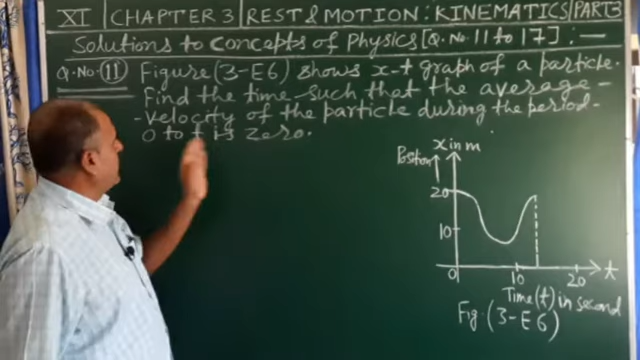 XI | CHAPTER 3 | REST & MOTION: KINEMATICS | PART3
Solutions to Concepts of Physics [Q. No. 11 to 17] :—
Q. No. 11 Figure (3-E6) shows x-t graph of a particle.
Find the time such that the average-
-velocity of the particle during the period-
0 to t is zero.
x in m
Position
20
10
0
10
20
t
Time (t) in second
Fig. (3-E6)